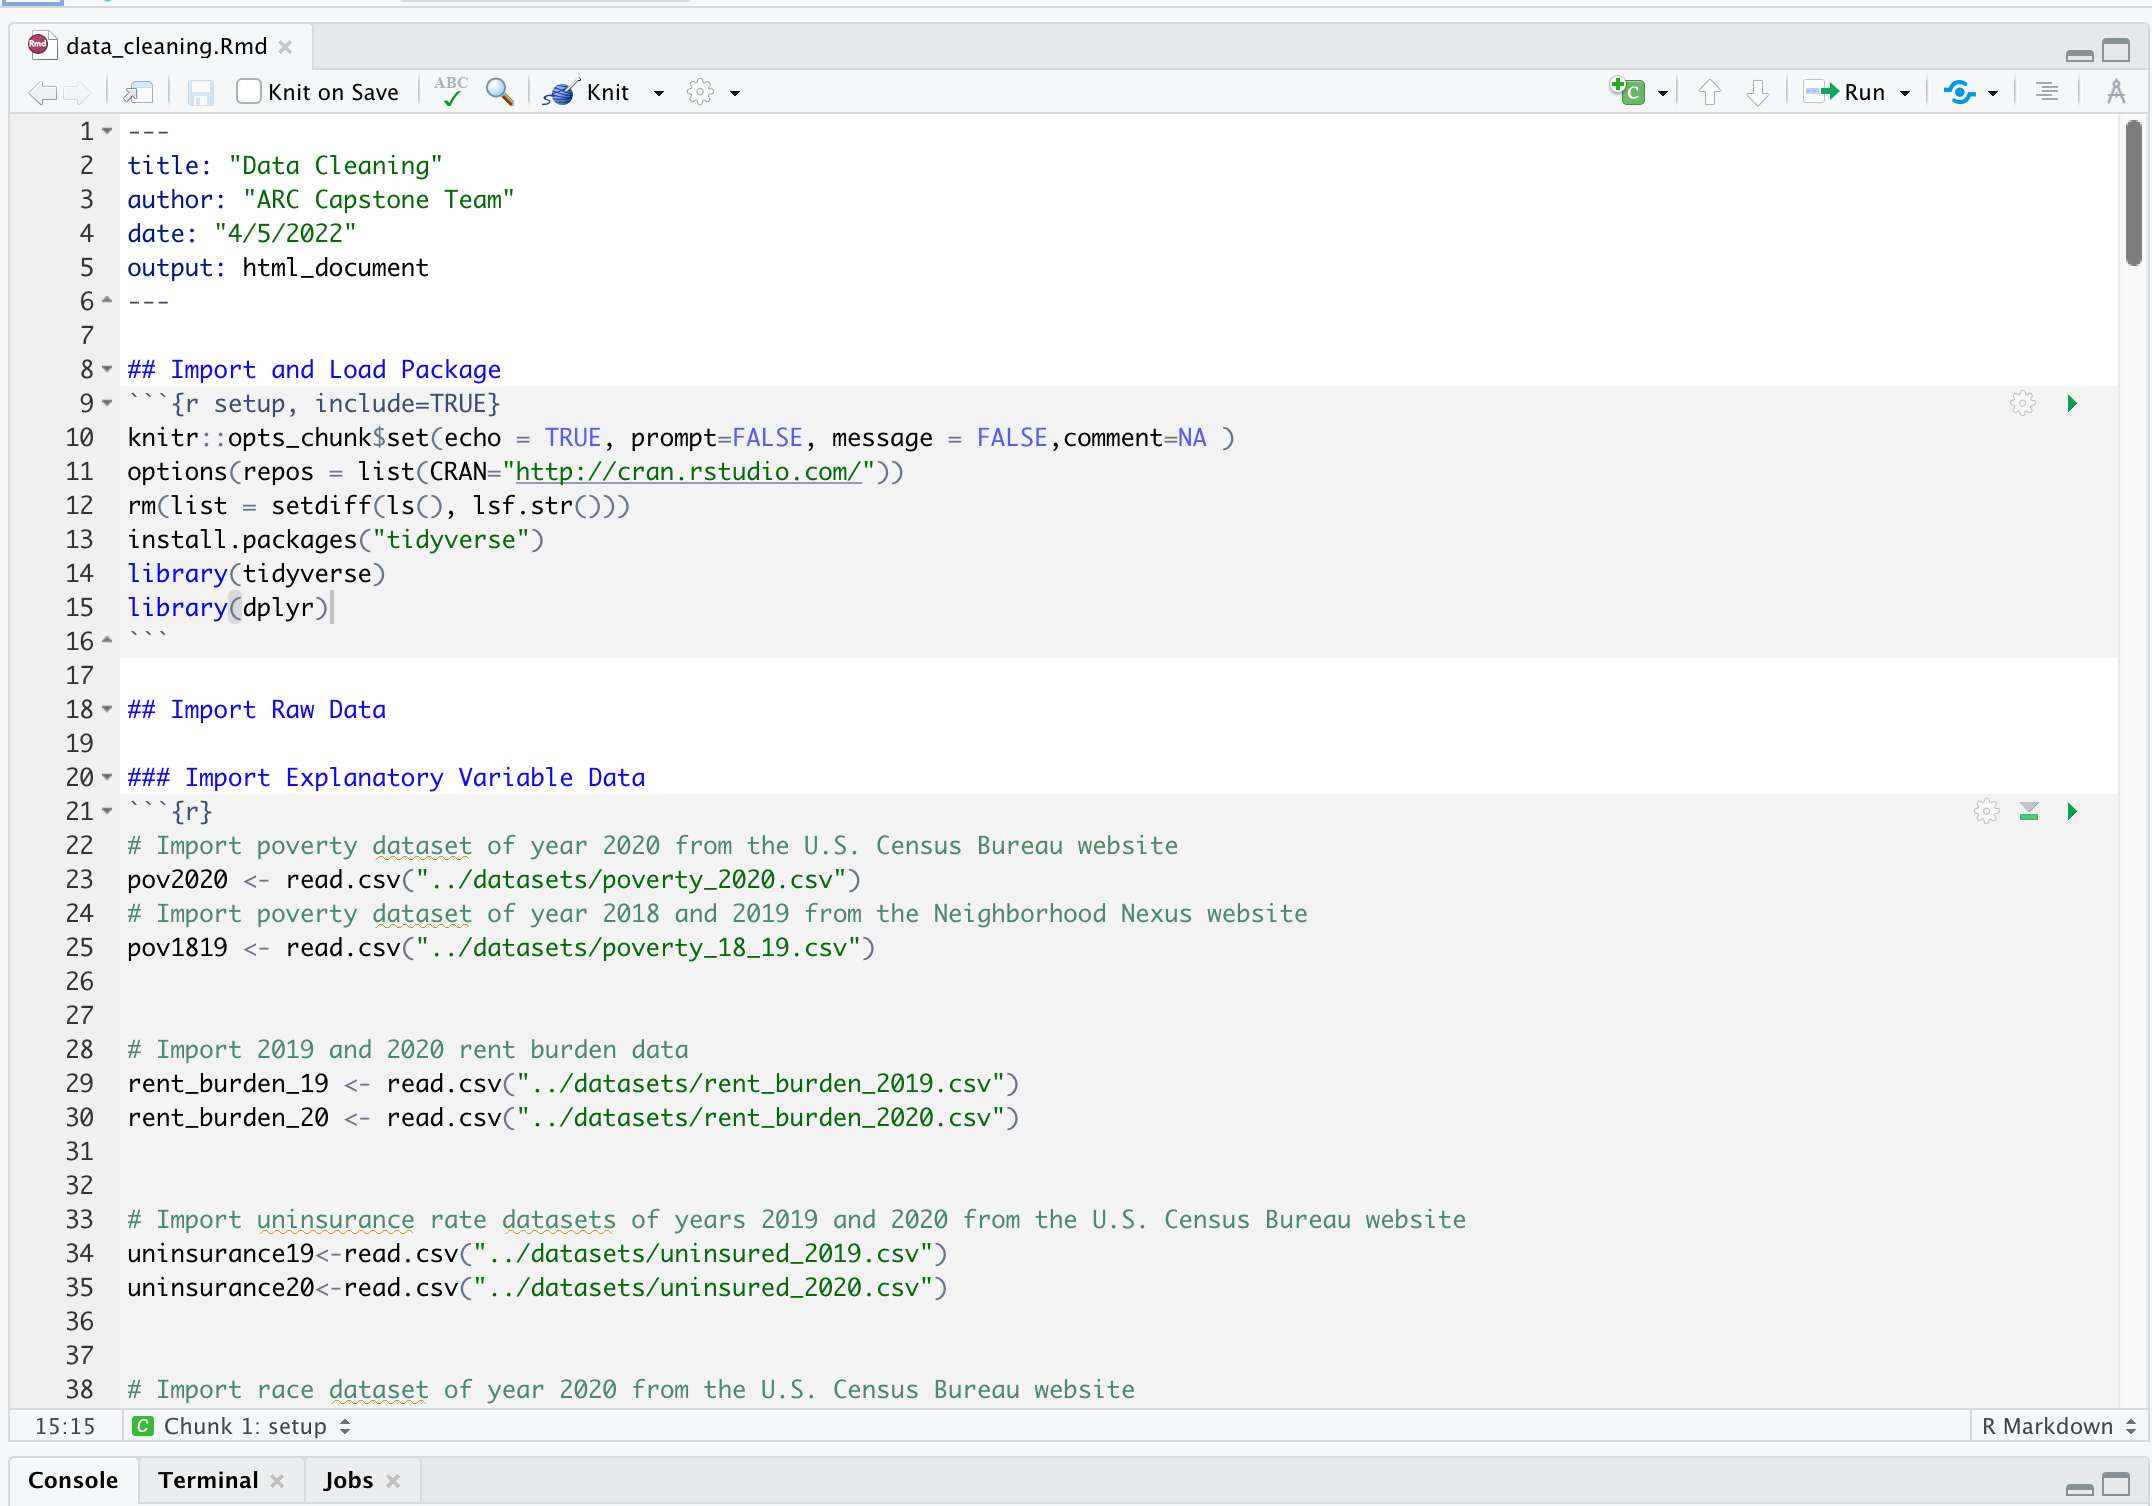 data_cleaning.Rmd
Knit on Save ABC Knit Run
1 ---
2 title: "Data Cleaning"
3 author: "ARC Capstone Team"
4 date: "4/5/2022"
5 output: html_document
6 ---
7
8 ## Import and Load Package
9 ```{r setup, include=TRUE}
10 knitr::opts_chunk$set(echo = TRUE, prompt=FALSE, message = FALSE,comment=NA )
11 options(repos = list(CRAN="http://cran.rstudio.com/"))
12 rm(list = setdiff(ls(), lsf.str()))
13 install.packages("tidyverse")
14 library(tidyverse)
15 library(dplyr)
16 ```
17
18 ## Import Raw Data
19
20 ### Import Explanatory Variable Data
21 ```{r}
22 # Import poverty dataset of year 2020 from the U.S. Census Bureau website
23 pov2020 <- read.csv("../datasets/poverty_2020.csv")
24 # Import poverty dataset of year 2018 and 2019 from the Neighborhood Nexus website
25 pov1819 <- read.csv("../datasets/poverty_18_19.csv")
26
27
28 # Import 2019 and 2020 rent burden data
29 rent_burden_19 <- read.csv("../datasets/rent_burden_2019.csv")
30 rent_burden_20 <- read.csv("../datasets/rent_burden_2020.csv")
31
32
33 # Import uninsurance rate datasets of years 2019 and 2020 from the U.S. Census Bureau website
34 uninsurance19<-read.csv("../datasets/uninsured_2019.csv")
35 uninsurance20<-read.csv("../datasets/uninsured_2020.csv")
36
37
38 # Import race dataset of year 2020 from the U.S. Census Bureau website
15:15 Chunk 1: setup R Markdown
Console Terminal Jobs